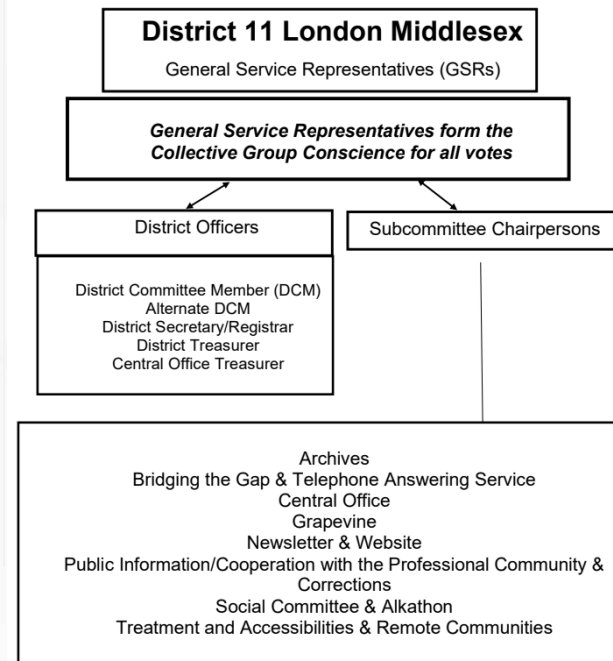 District 11 London Middlesex
General Service Representatives (GSRs)
General Service Representatives form the
Collective Group Conscience for all votes
District Officers
Subcommittee Chairpersons
District Committee Member (DCM)
Alternate DCM
District Secretary/Registrar
District Treasurer
Central Office Treasurer
Archives
Bridging the Gap & Telephone Answering Service
Central Office
Grapevine
Newsletter & Website
Public Information/Cooperation with the Professional Community &
Corrections
Social Committee & Alkathon
Treatment and Accessibilities & Remote Communities